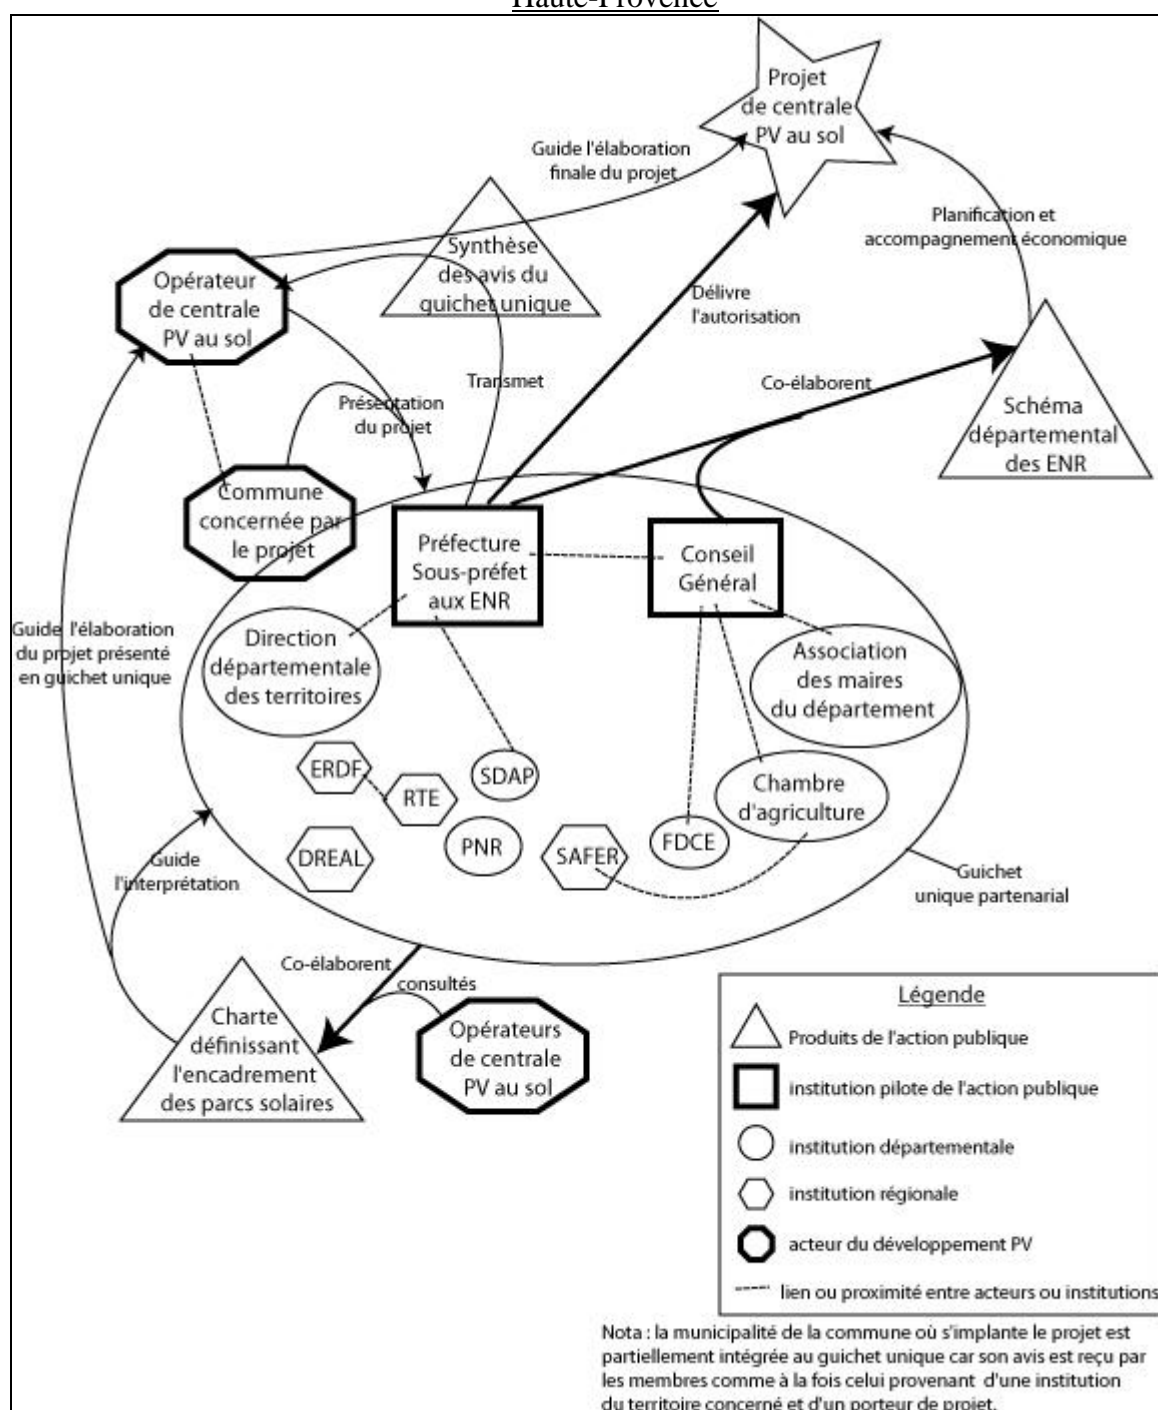 Haute-Provence
Projet
de centrale
PV au sol
Guide l'élaboration
finale du projet
Planification et
accompagnement économique
Synthèse
des avis du
guichet unique
Opérateur
de centrale
PV au sol
Délivre
l'autorisation
Transmet
Co-élaborent
Présentation
du projet
Schéma
départemental
des ENR
Commune
concernée par
le projet
Préfecture
Sous-préfet
aux ENR
Conseil
Général
Guide l'élaboration
du projet présenté
en guichet unique
Direction
départementale
des territoires
Association
des maires
du département
ERDF
RTE
SDAP
Chambre
d'agriculture
DREAL
PNR
SAFER
FDCE
Guide
l'interprétation
Guichet
unique partenarial
Co-élaborent
consultés
Charte
définissant
l'encadrement
des parcs solaires
Opérateurs
de centrale
PV au sol
Légende
Produits de l'action publique
institution pilote de l'action publique
institution départementale
institution régionale
acteur du développement PV
lien ou proximité entre acteurs ou institutions
Nota : la municipalité de la commune où s'implante le projet est
partiellement intégrée au guichet unique car son avis est reçu par
les membres comme à la fois celui provenant d'une institution
du territoire concerné et d'un porteur de projet.